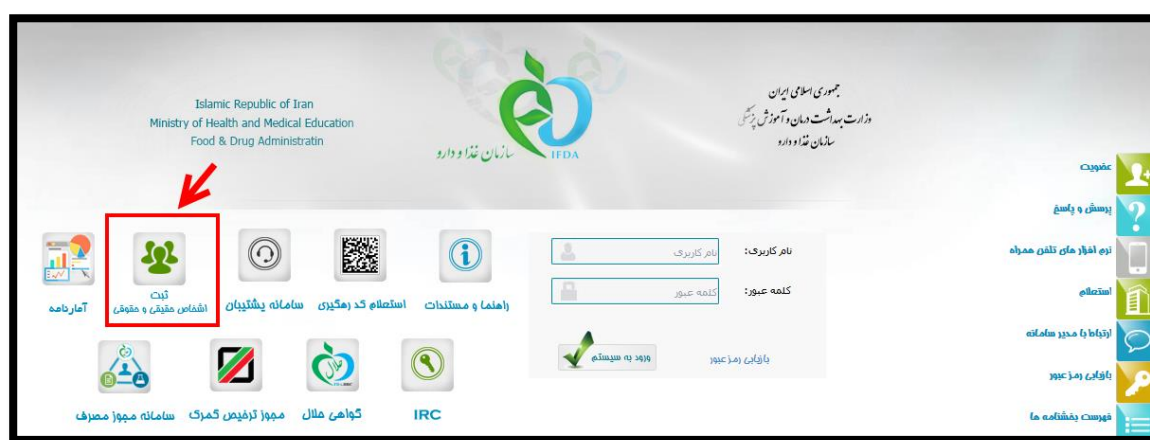 Islamic Republic of Iran
Ministry of Health and Medical Education
Food & Drug Administratin
سازمان غذا و دارو
IFDA
جمهوری اسلامی ایران
وزارت بهداشت درمان و آموزش پزشکی
سازمان غذا و دارو
عضویت
پرسش و پاسخ
نرم افزار های تلفن همراه
استعلام
ارتباط با مدیر سامانه
بازیابی رمز عبور
فهرست بخشنامه ها
نام کاربری:
نام کاربری
کلمه عبور:
کلمه عبور
بازیابی رمز عبور
ورود به سیستم
راهنما و مستندات
استعلام کد رهگیری
سامانه پشتیبان
ثبت
اشخاص حقیقی و حقوقی
آمارنامه
IRC
گواهی حلال
مجوز ترخیص گمرک
سامانه مجوز مصرف